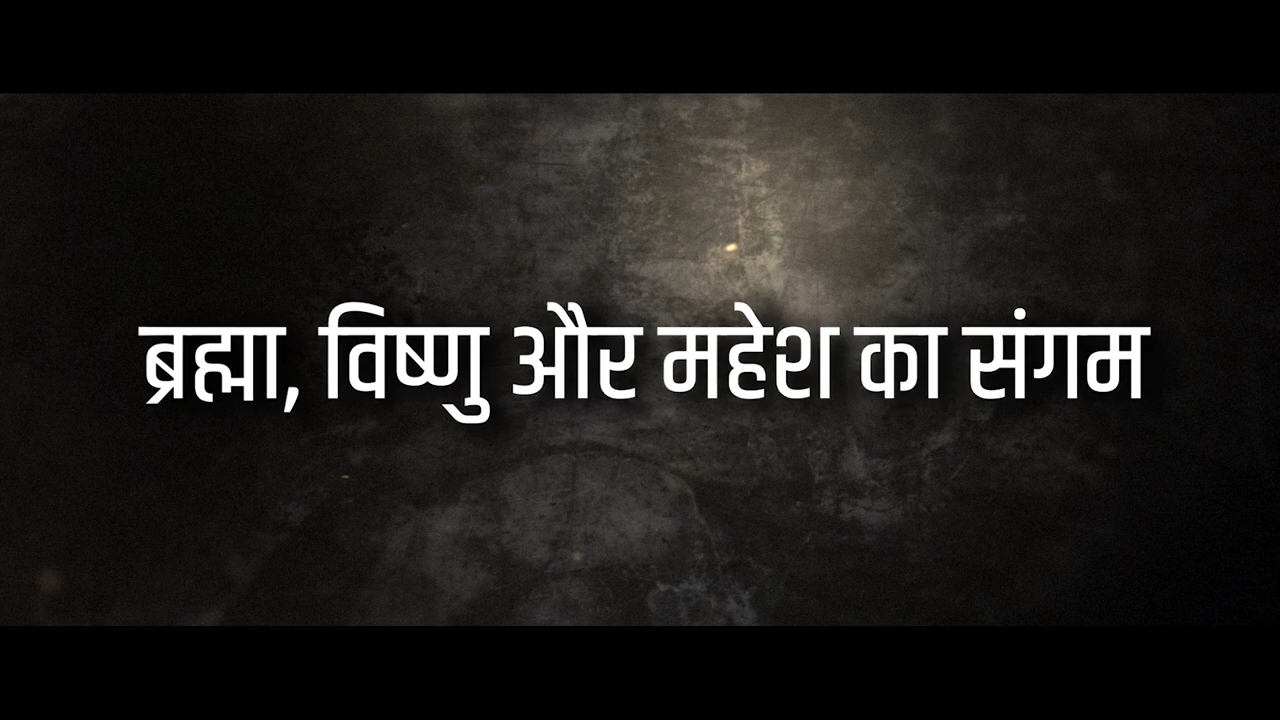 ब्रह्मा, विष्णु और महेश का संगम